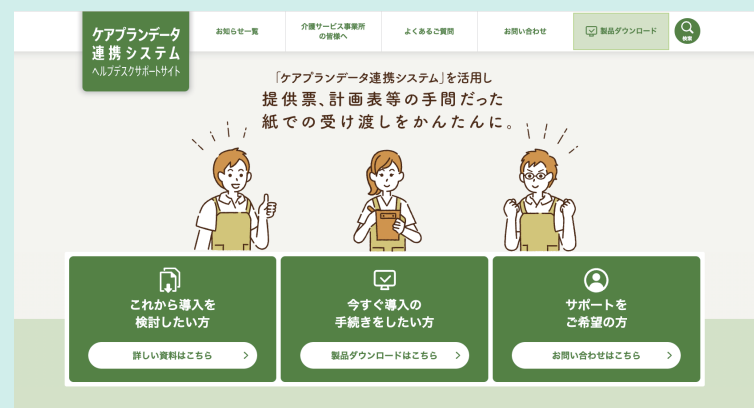 ケアプランデータ
連携システム
ヘルプデスクサポートサイト
お知らせ一覧
介護サービス事業所
の皆様へ
よくあるご質問
お問い合わせ
製品ダウンロード
検索
「ケアプランデータ連携システム」を活用し
提供票、計画表等の手間だった
紙での受け渡しをかんたんに。
これから導入を
検討したい方
詳しい資料はこちら
今すぐ導入の
手続きをしたい方
製品ダウンロードはこちら
サポートを
ご希望の方
お問い合わせはこちら